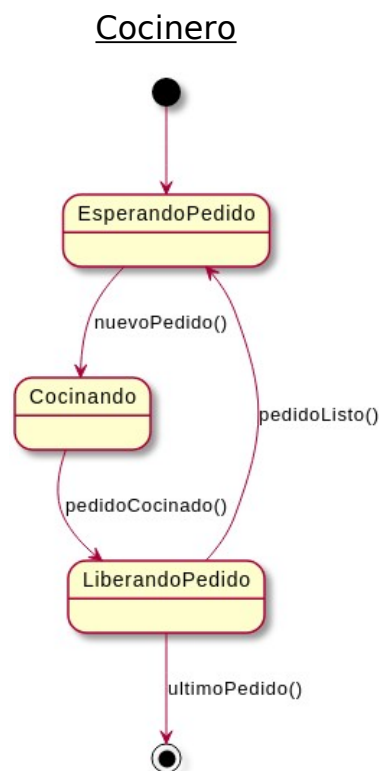 Cocinero
EsperandoPedido
nuevoPedido()
Cocinando
pedidoListo()
pedidoCocinado()
LiberandoPedido
ultimoPedido()